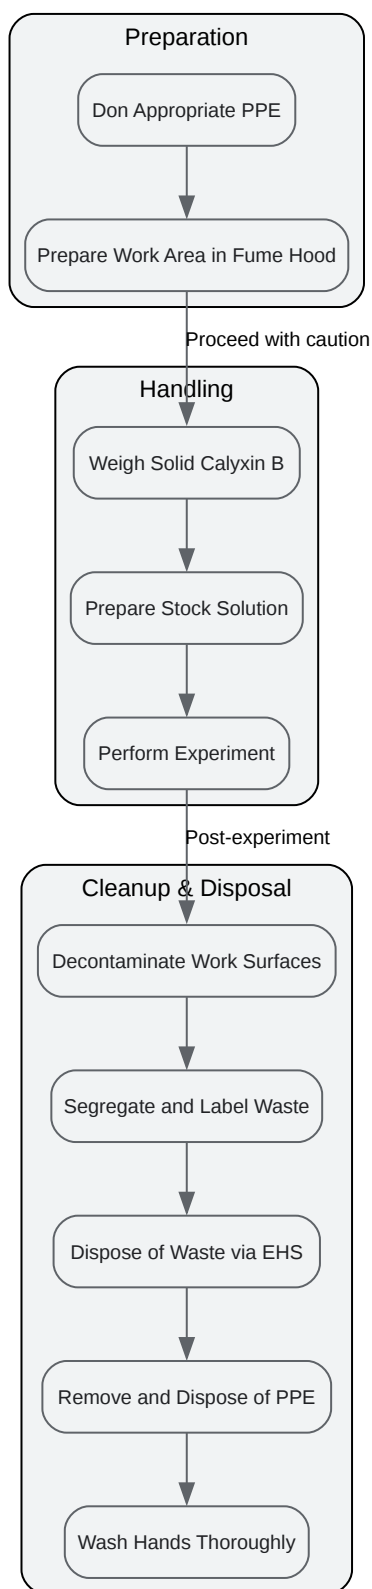 Preparation
Don Appropriate PPE
Prepare Work Area in Fume Hood
Proceed with caution
Handling
Weigh Solid Calyxin B
Prepare Stock Solution
Perform Experiment
Post-experiment
Cleanup & Disposal
Decontaminate Work Surfaces
Segregate and Label Waste
Dispose of Waste via EHS
Remove and Dispose of PPE
Wash Hands Thoroughly